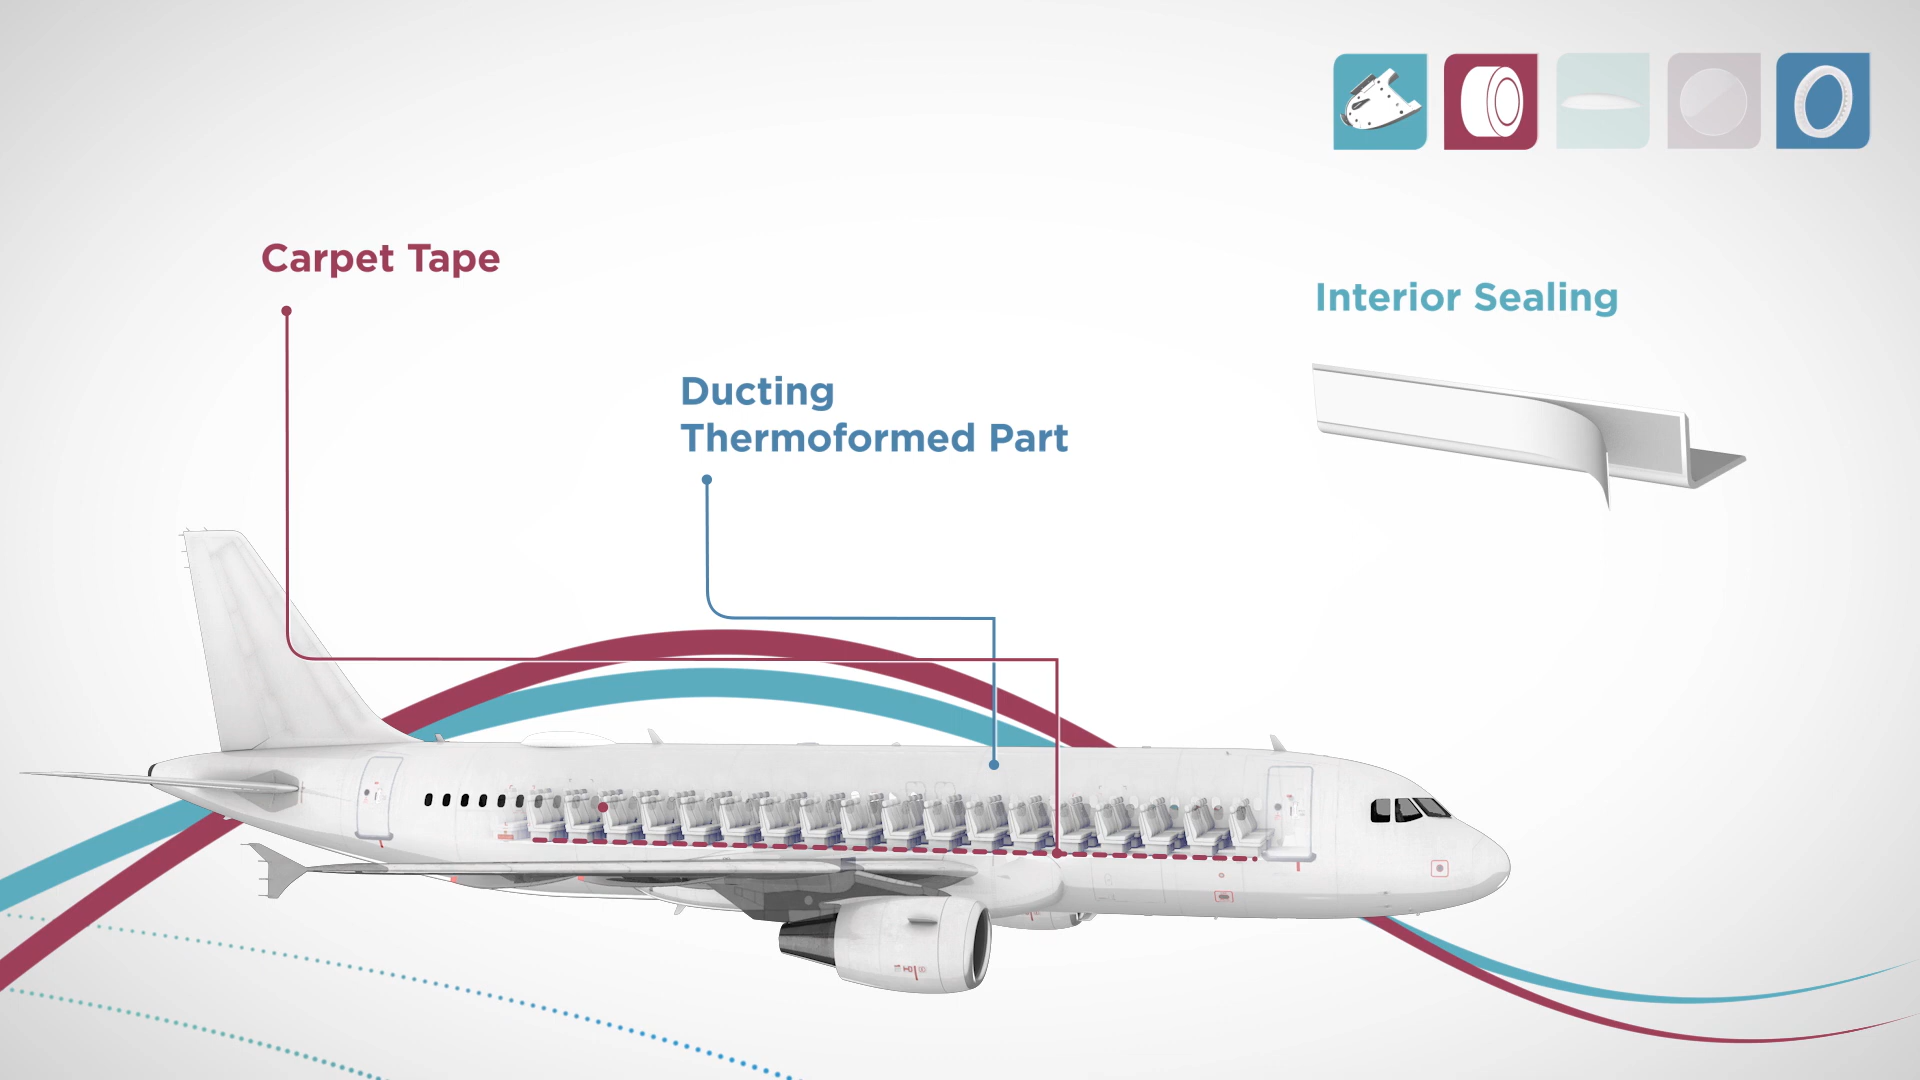 Carpet Tape
Interior Sealing
Ducting
Thermoformed Part